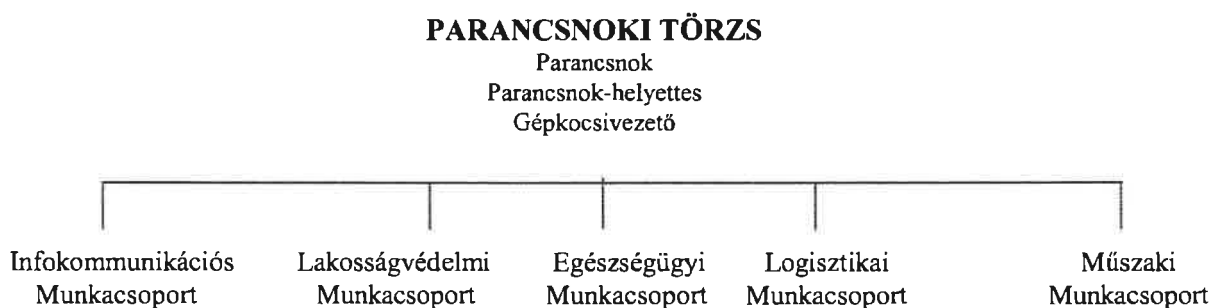 PARANCSNOKI TÖRZS
Parancsnok
Parancsnok-helyettes
Gépkocsivezető
Infokommunikációs Munkacsoport
Lakosságvédelmi Munkacsoport
Egészségügyi Munkacsoport
Logisztikai Munkacsoport
Műszaki Munkacsoport